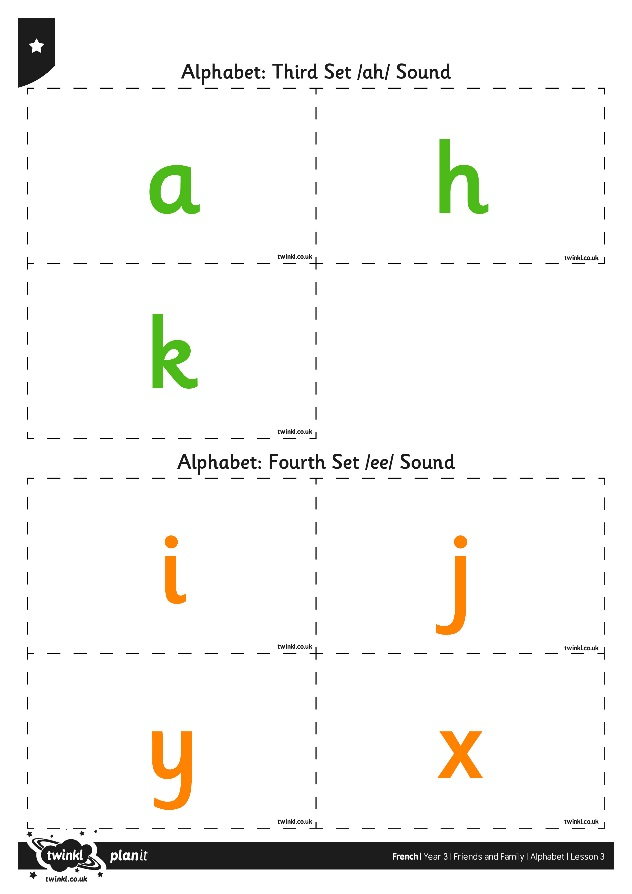 Alphabet: Third Set /ah/ Sound
a
h
twinkl.co.uk
twinkl.co.uk
k
twinkl.co.uk
Alphabet: Fourth Set /ee/ Sound
i
j
twinkl.co.uk
twinkl.co.uk
y
x
twinkl.co.uk
twinkl.co.uk
twinkl planit
twinkl.co.uk
French | Year 3 | Friends and Family | Alphabet | Lesson 3